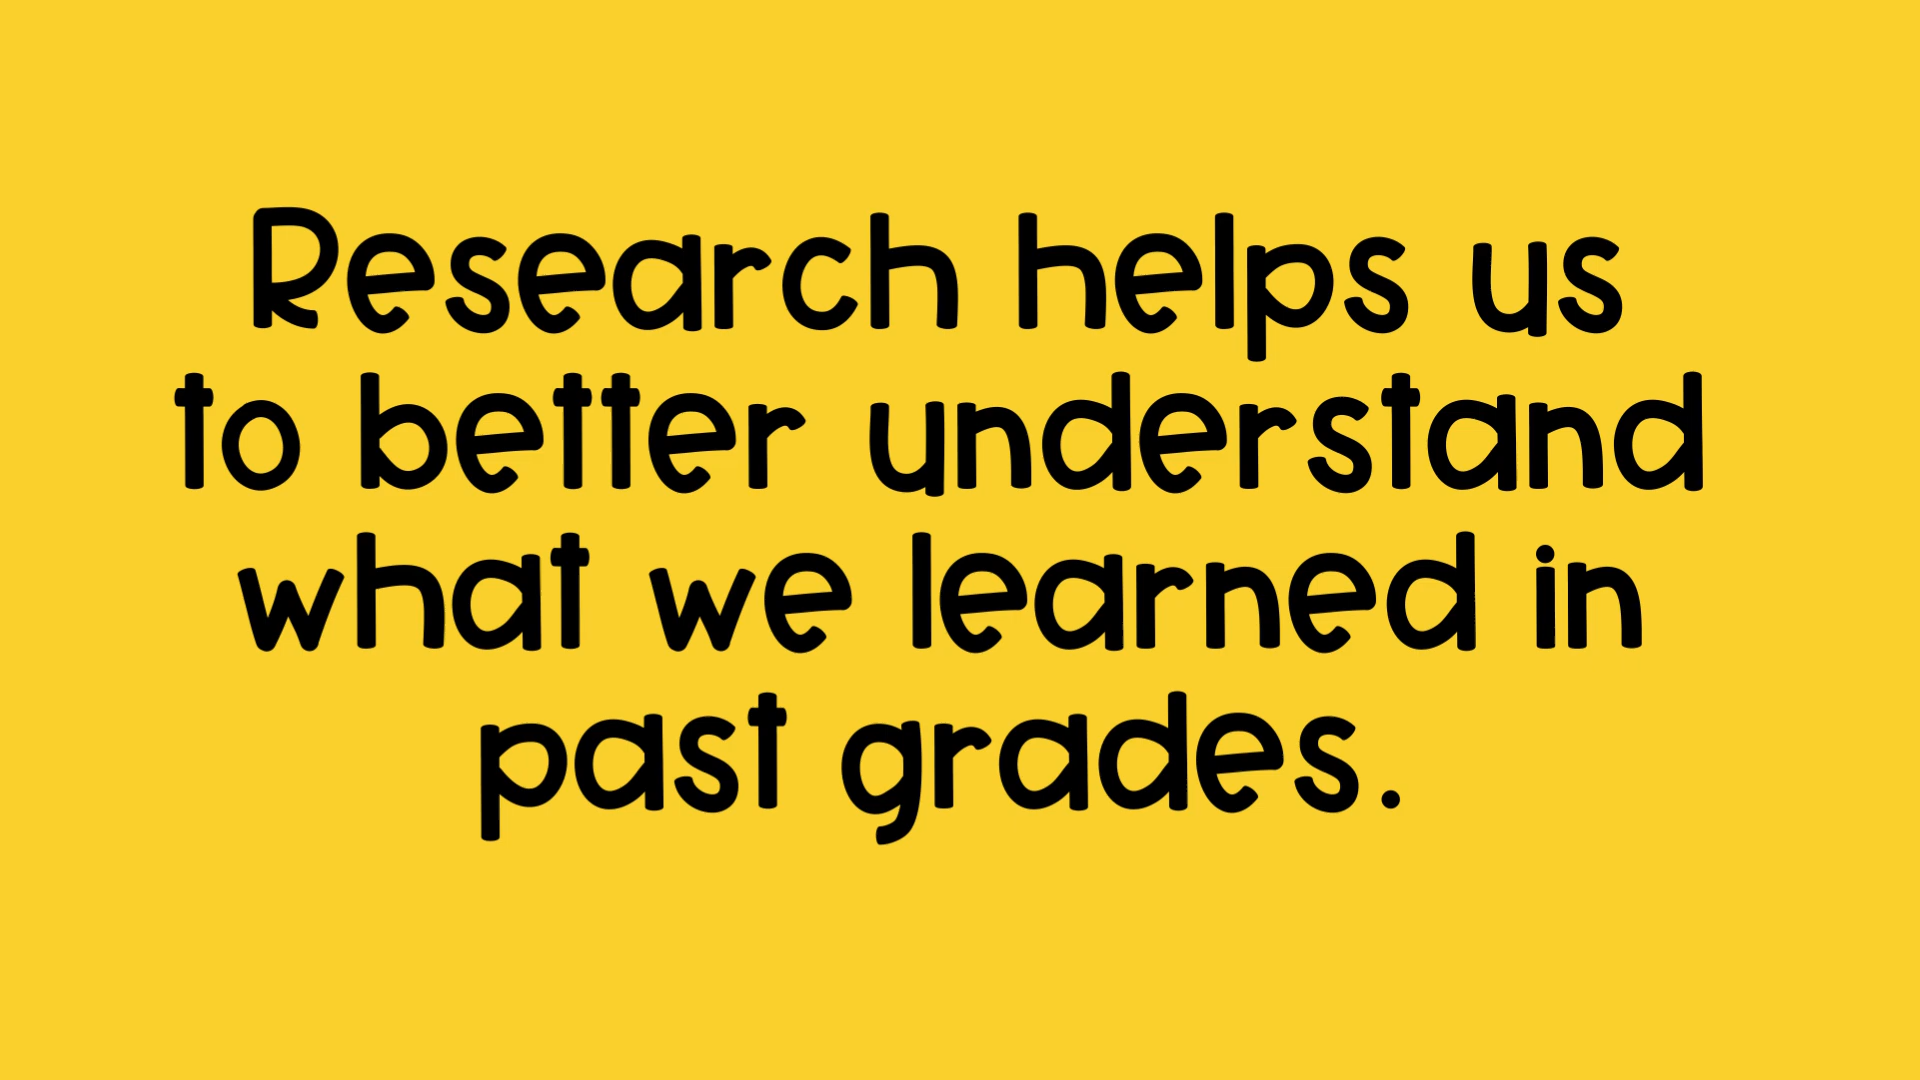 Research helps us
to better understand
what we learned in
past grades.